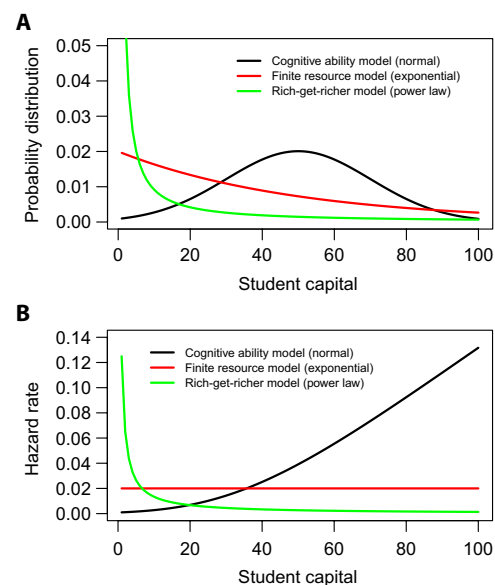 A
Probability distribution
0.05
0.04
0.03
0.02
0.01
0.00
Cognitive ability model (normal)
Finite resource model (exponential)
Rich-get-richer model (power law)
0 20 40 60 80 100
Student capital
B
Hazard rate
0.14
0.12
0.10
0.08
0.06
0.04
0.02
0.00
Cognitive ability model (normal)
Finite resource model (exponential)
Rich-get-richer model (power law)
0 20 40 60 80 100
Student capital